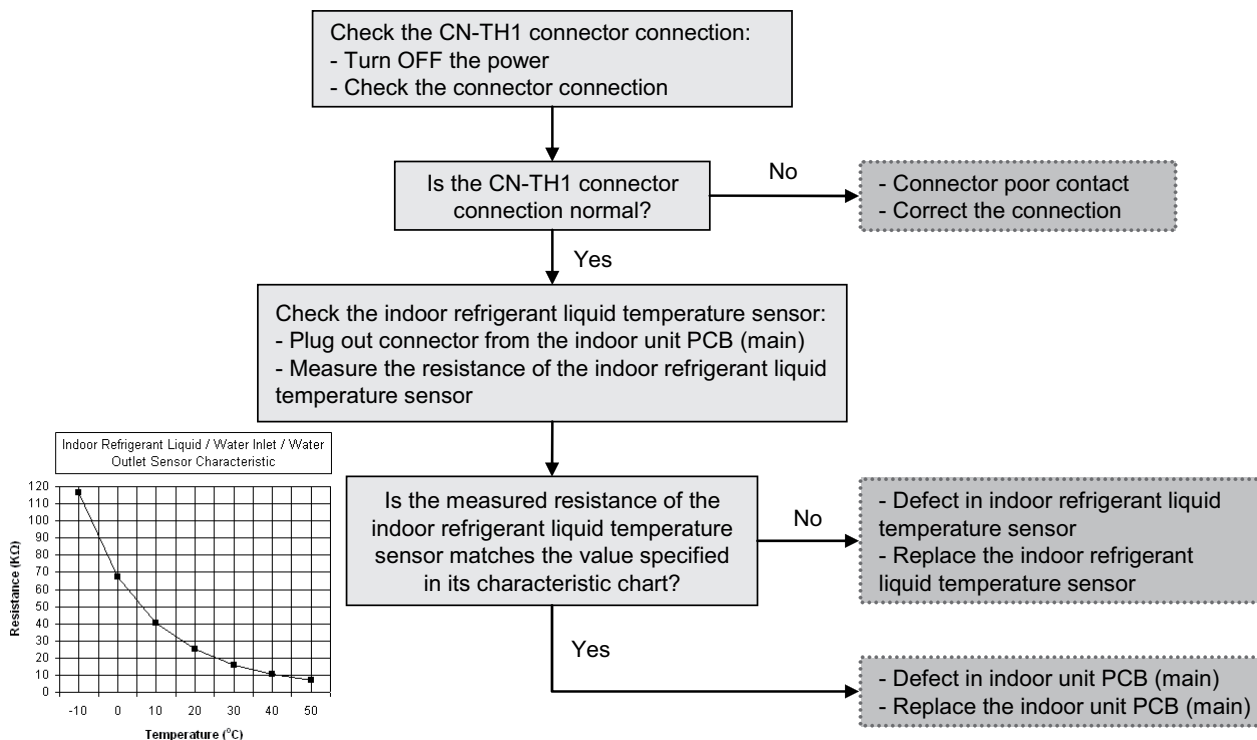 Check the CN-TH1 connector connection:
- Turn OFF the power
- Check the connector connection
Is the CN-TH1 connector
connection normal?
No
- Connector poor contact
- Correct the connection
Yes
Check the indoor refrigerant liquid temperature sensor:
- Plug out connector from the indoor unit PCB (main)
- Measure the resistance of the indoor refrigerant liquid
temperature sensor
Indoor Refrigerant Liquid / Water Inlet / Water
Outlet Sensor Characteristic
120
110
100
90
80
70
60
50
40
30
20
10
0
Resistance (KΩ)
-10 0 10 20 30 40 50
Temperature (°C)
Is the measured resistance of the
indoor refrigerant liquid temperature
sensor matches the value specified
in its characteristic chart?
No
- Defect in indoor refrigerant liquid
temperature sensor
- Replace the indoor refrigerant
liquid temperature sensor
Yes
- Defect in indoor unit PCB (main)
- Replace the indoor unit PCB (main)